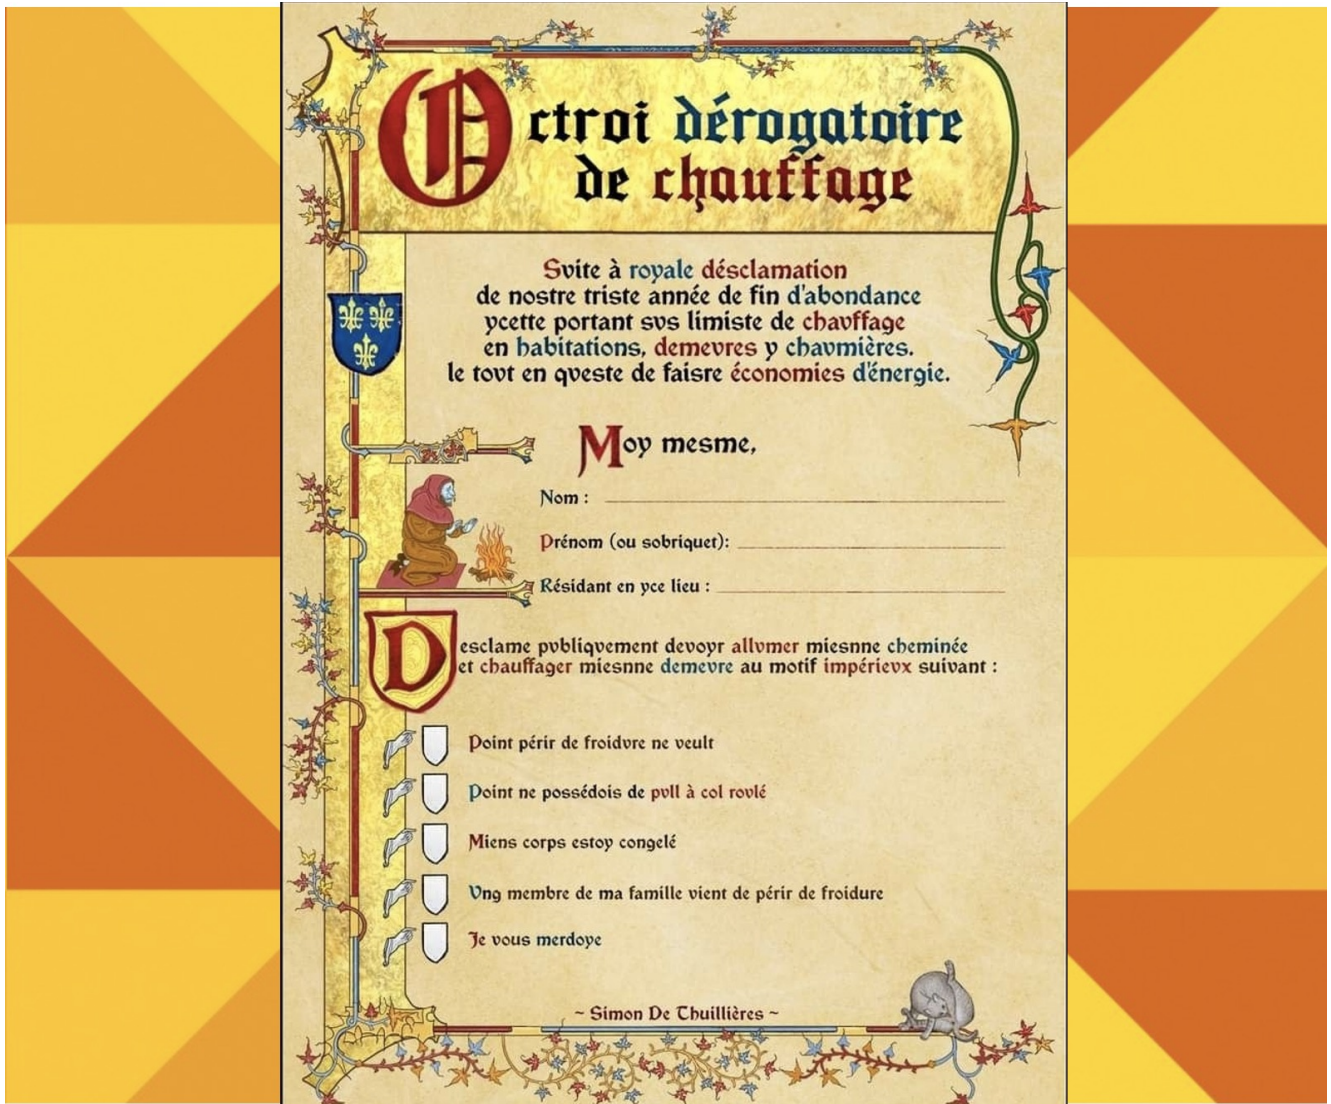 Octroi dérogatoire
de chauffage
Svite à royale désclamation
de nostre triste année de fin d'abondance
ycette portant svs limiste de chavffage
en habitations, demevres y chavmières.
le tovt en qveste de faisre économies d'énergie.
Moy mesme,
Nom :
Prénom (ou sobriquet):
Résidant en yce lieu :
Desclame pvbliqvement devoyr allvmer miesnne cheminée
et chauffager miesnne demevre au motif impérievx suivant :
Point périr de froidvre ne veult
Point ne possédois de pvll à col rovlé
Miens corps estoy congelé
Vng membre de ma famille vient de périr de froidure
Je vous merdoye
~ Simon De Thuillières ~